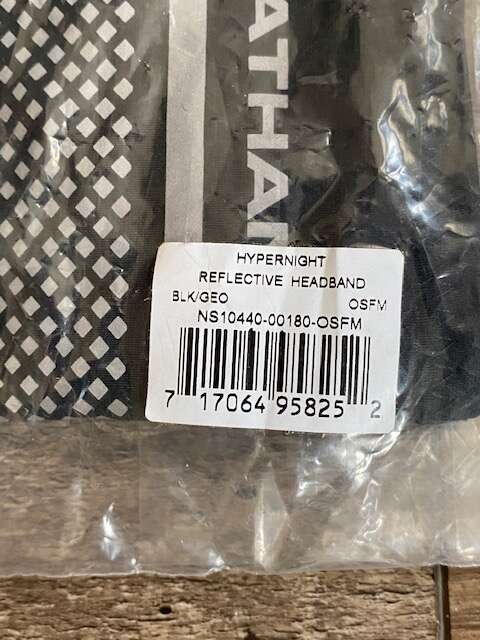 ATHAN
HYPERNIGHT
REFLECTIVE HEADBAND
BLK/GEO OSFM
NS10440-00180-OSFM
7 17064 95825 2